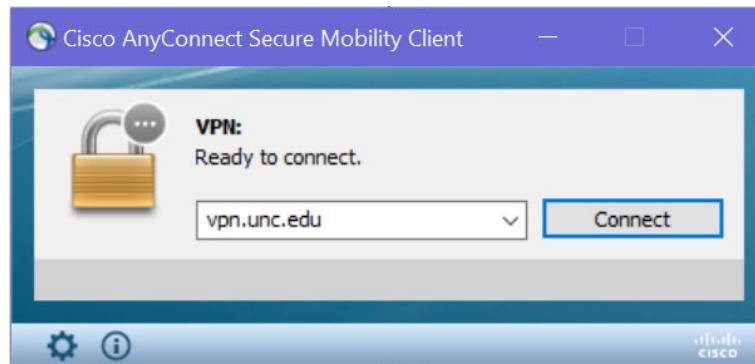 Cisco AnyConnect Secure Mobility Client
VPN:
Ready to connect.
vpn.unc.edu
Connect
cisco